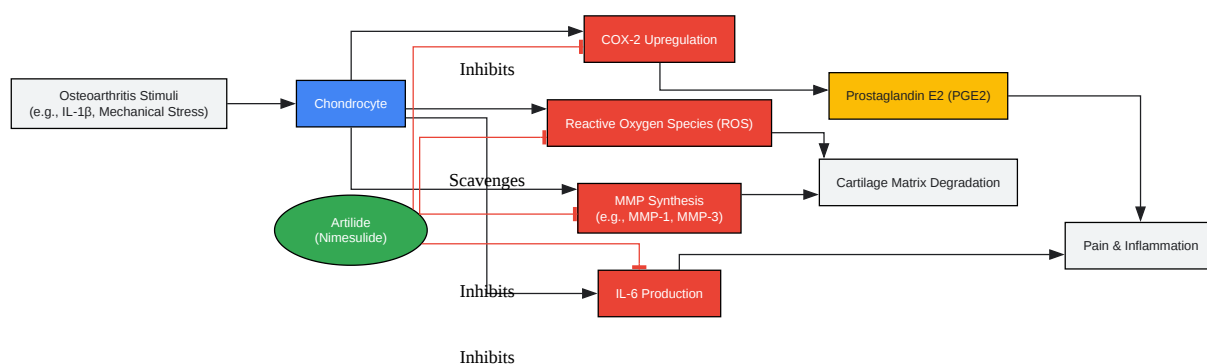 COX-2 Upregulation
Inhibits
Osteoarthritis Stimuli
(e.g., IL-1β, Mechanical Stress)
Chondrocyte
Prostaglandin E2 (PGE2)
Reactive Oxygen Species (ROS)
Scavenges
Cartilage Matrix Degradation
MMP Synthesis
(e.g., MMP-1, MMP-3)
Artilide
(Nimesulide)
Pain & Inflammation
Inhibits
IL-6 Production
Inhibits